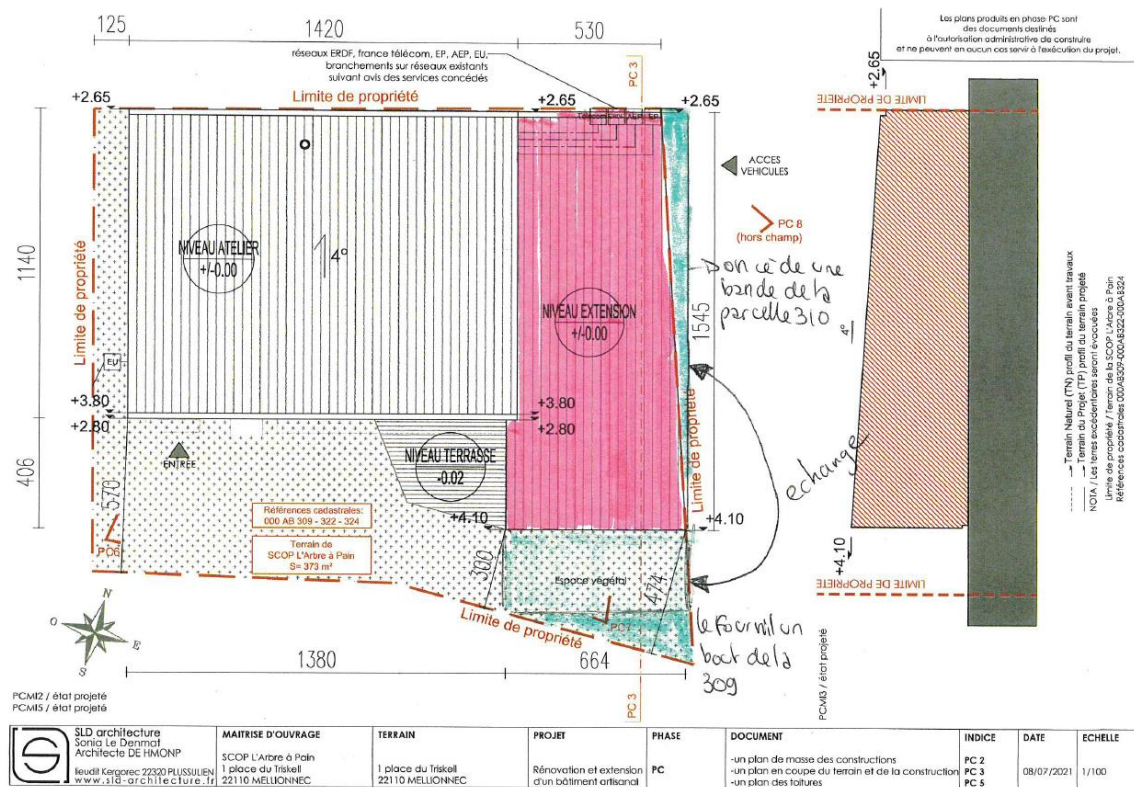 125
1420
530
réseaux ERDF, france télécom, EP, AEP, EU,
branchements sur réseaux existants
suivant avis des services concédés
PC 3
Les plans produits en phase PC sont
des documents destinés
à l'autorisation administrative de construire
et ne peuvent en aucun cas servir à l'exécution du projet.
+2.65
Limite de propriété
+2.65
+2.65
+2.65
LIMITE DE PROPRIETE
Télécom
AEP
EP
ACCES
VEHICULES
PC 8
(hors champ)
NIVEAU ATELIER
+/-0.00
4°
1140
Limite de propriété
Don cé de une
bande de la
parcelle 310
NIVEAU EXTENSION
+/-0.00
1545
4°
EU
+3.80
+2.80
+3.80
+2.80
Limite de propriété
echange
ENTRÉE
NIVEAU TERRASSE
-0.02
406
570
Références cadastrales:
000 AB 309 - 322 - 324
+4.10
+4.10
Terrain de
SCOP L'Arbre à Pain
S= 373 m²
PC6
300
Espace végétal
474
PC7
+4.10
LIMITE DE PROPRIETE
Limite de propriété
le fournil un
bout de la
309
N
O
E
S
1380
664
PC 3
Terrain Naturel (TN) profil du terrain avant travaux
Terrain du Projet (TP) profil du terrain projeté
NOTA / Les terres excédentaires seront évacuées
Limite de propriété / Terrain de la SCOP L'Arbre à Pain
Références cadastrales 000AB309-000AB322-000AB324
PCMI3 / état projeté
PCMI2 / état projeté
PCMI5 / état projeté
SLD architecture
Sonia Le Denmat
Architecte DE HMONP
lieudit Kergorec 22320 PLUSSULIEN
www.sld-architecture.fr
MAITRISE D'OUVRAGE
SCOP L'Arbre à Pain
1 place du Triskell
22110 MELLIONNEC
TERRAIN
1 place du Triskell
22110 MELLIONNEC
PROJET
Rénovation et extension
d'un bâtiment artisanal
PHASE
PC
DOCUMENT
-un plan de masse des constructions
-un plan en coupe du terrain et de la construction
-un plan des toitures
INDICE
PC 2
PC 3
PC 5
DATE
08/07/2021
ECHELLE
1/100